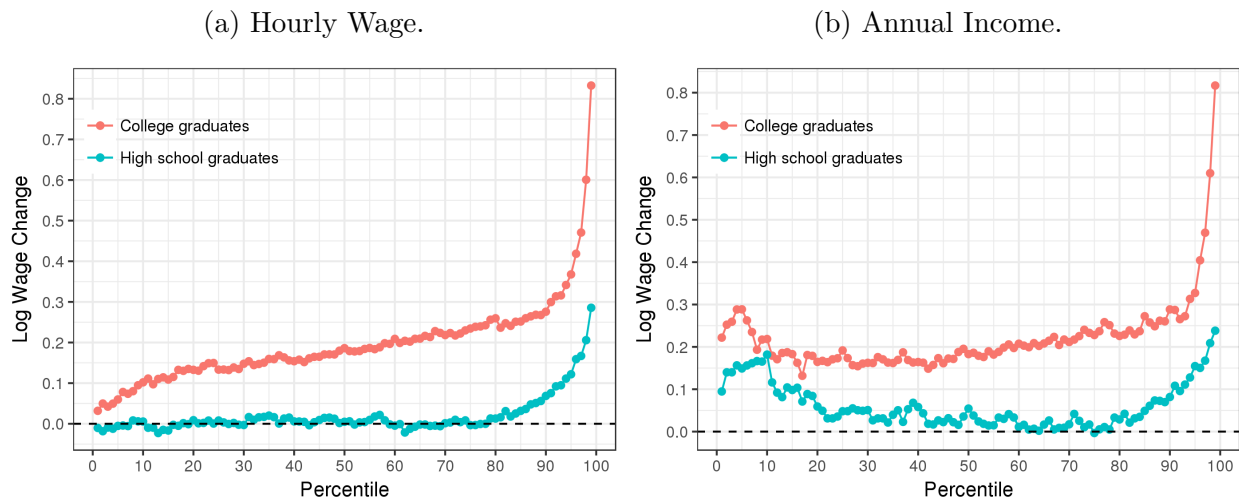 (a) Hourly Wage.
Log Wage Change
0.8
0.7
0.6
0.5
0.4
0.3
0.2
0.1
0.0
College graduates
High school graduates
0 10 20 30 40 50 60 70 80 90 100
Percentile
(b) Annual Income.
Log Wage Change
0.8
0.7
0.6
0.5
0.4
0.3
0.2
0.1
0.0
College graduates
High school graduates
0 10 20 30 40 50 60 70 80 90 100
Percentile